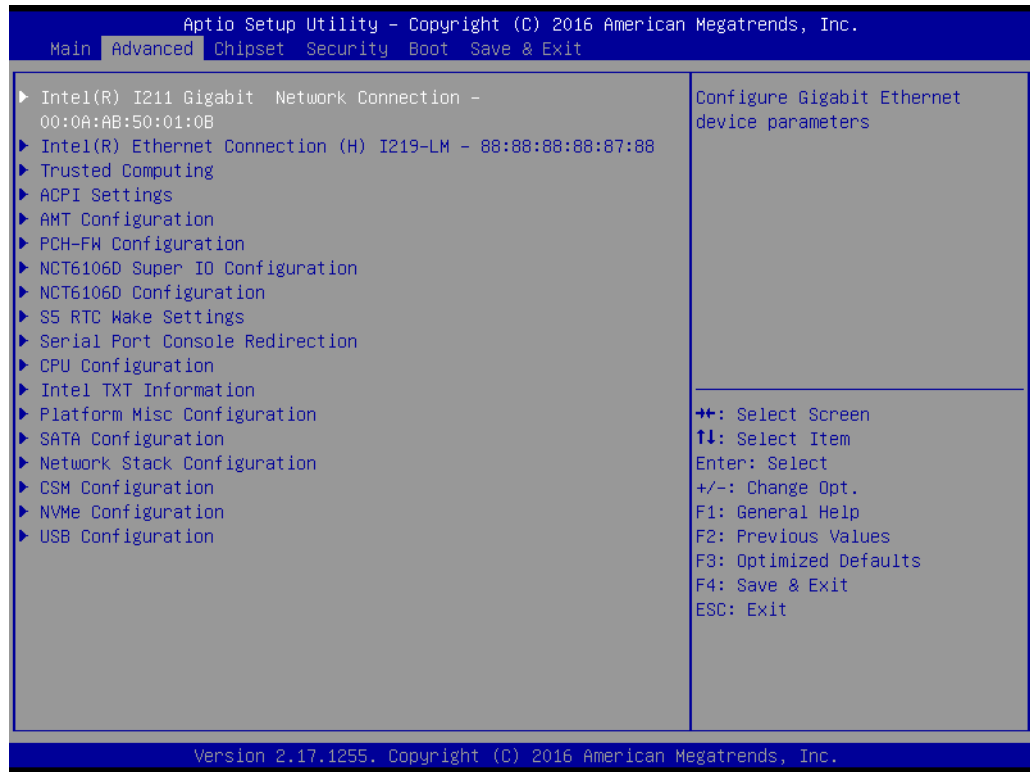 Aptio Setup Utility – Copyright (C) 2016 American Megatrends, Inc.
Main Advanced Chipset Security Boot Save & Exit
▶ Intel(R) I211 Gigabit  Network Connection –
00:0A:AB:50:01:0B
▶ Intel(R) Ethernet Connection (H) I219–LM – 88:88:88:88:87:88
▶ Trusted Computing
▶ ACPI Settings
▶ AMT Configuration
▶ PCH–FW Configuration
▶ NCT6106D Super IO Configuration
▶ NCT6106D Configuration
▶ S5 RTC Wake Settings
▶ Serial Port Console Redirection
▶ CPU Configuration
▶ Intel TXT Information
▶ Platform Misc Configuration
▶ SATA Configuration
▶ Network Stack Configuration
▶ CSM Configuration
▶ NVMe Configuration
▶ USB Configuration
Configure Gigabit Ethernet
device parameters
→←: Select Screen
↑↓: Select Item
Enter: Select
+/–: Change Opt.
F1: General Help
F2: Previous Values
F3: Optimized Defaults
F4: Save & Exit
ESC: Exit
Version 2.17.1255. Copyright (C) 2016 American Megatrends, Inc.